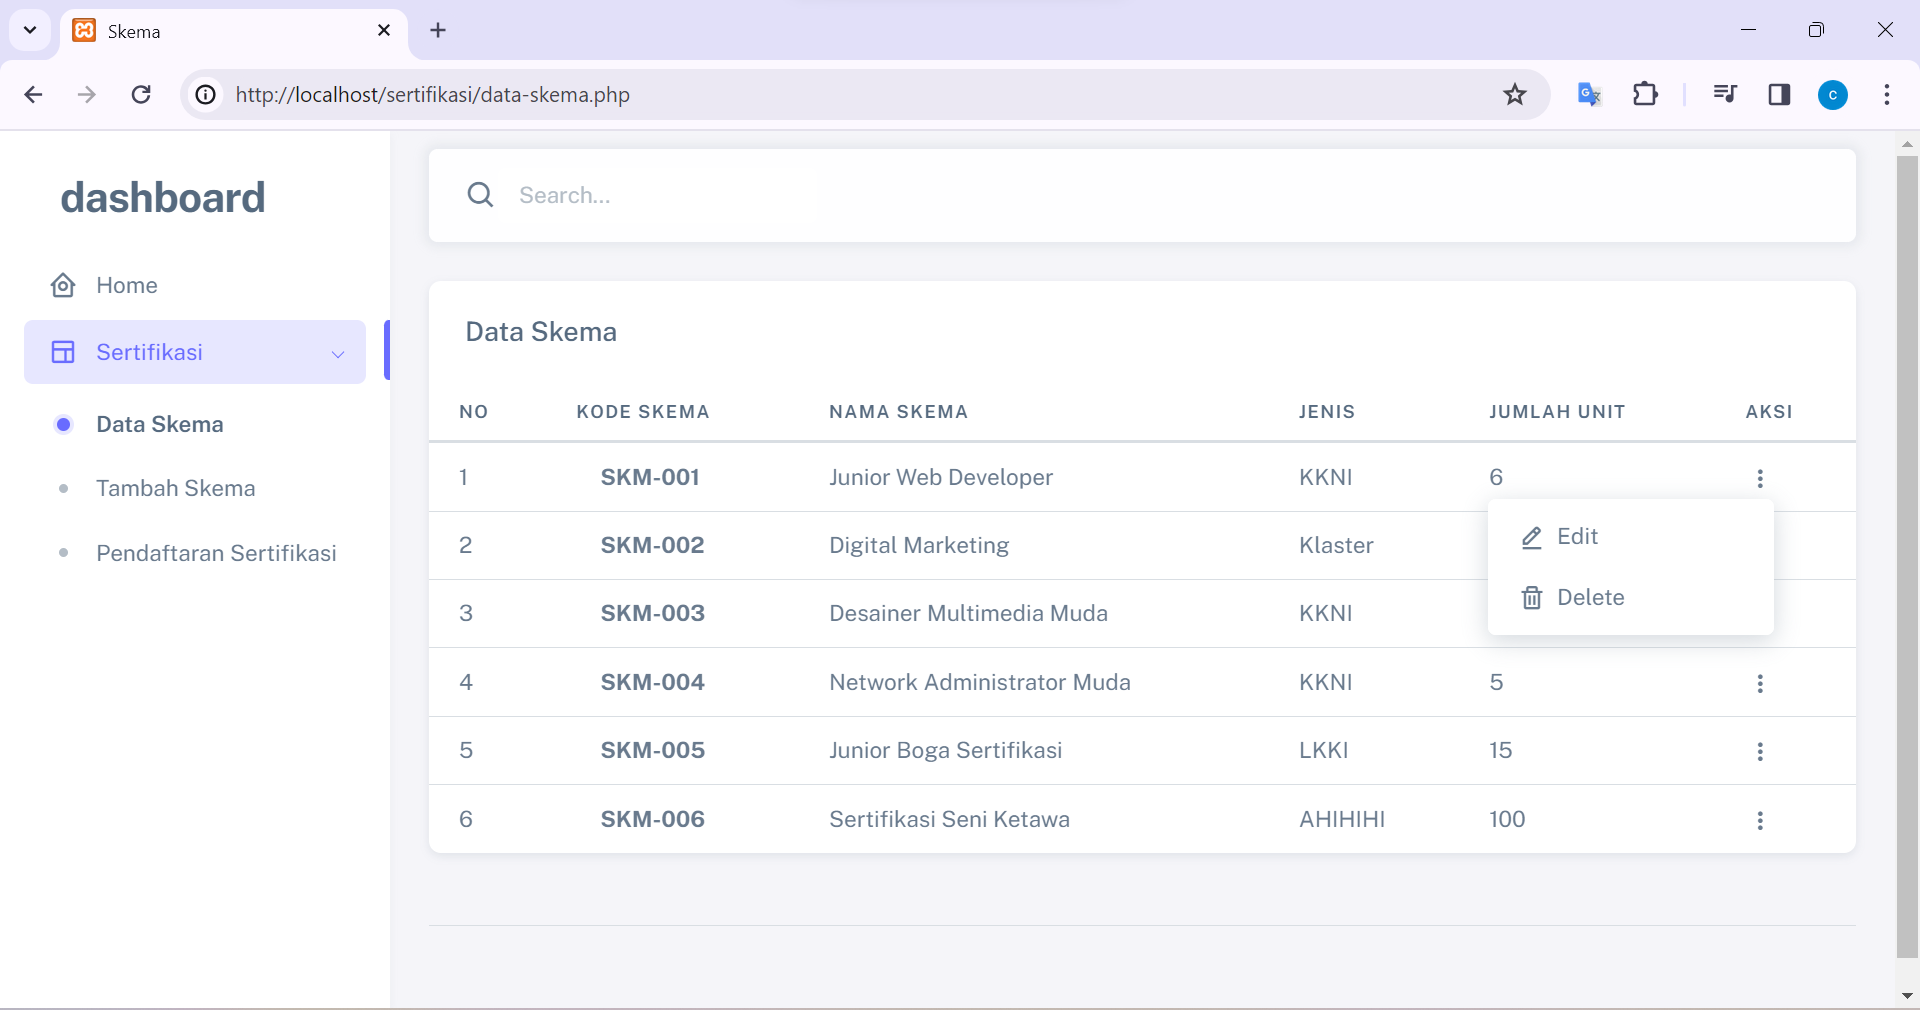 Skema
http://localhost/sertifikasi/data-skema.php
c
dashboard
Home
Sertifikasi
Data Skema
Tambah Skema
Pendaftaran Sertifikasi
Search...
Data Skema
NO KODE SKEMA NAMA SKEMA JENIS JUMLAH UNIT AKSI
1 SKM-001 Junior Web Developer KKNI 6
2 SKM-002 Digital Marketing Klaster
3 SKM-003 Desainer Multimedia Muda KKNI
4 SKM-004 Network Administrator Muda KKNI 5
5 SKM-005 Junior Boga Sertifikasi LKKI 15
6 SKM-006 Sertifikasi Seni Ketawa AHIHIHI 100
Edit
Delete